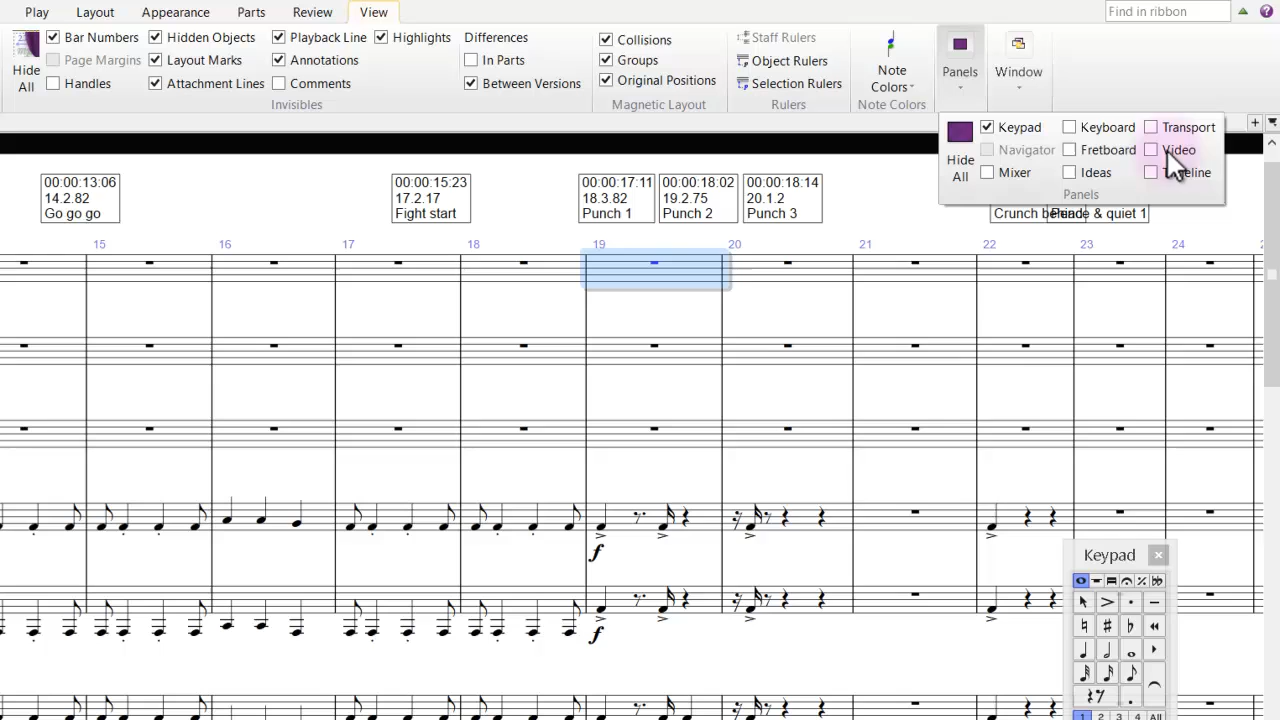 Play Layout Appearance Parts Review View Find in ribbon
Bar Numbers Hidden Objects Playback Line Highlights Differences Collisions Staff Rulers
Hide All Page Margins Layout Marks Annotations In Parts Groups Object Rulers Note Colors Panels Window
Handles Attachment Lines Comments Between Versions Original Positions Selection Rulers
Invisibles Magnetic Layout Rulers Note Colors
Keypad Keyboard Transport
Hide All Navigator Fretboard Video
Mixer Ideas
Panels
00:00:13:06 00:00:15:23 00:00:17:11 00:00:18:02 00:00:18:14
14.2.82 17.2.17 18.3.82 19.2.75 20.1.2
Go go go Fight start Punch 1 Punch 2 Punch 3 & quiet 1
15 16 17 18 19 20 21 22 23 24
f
f
Keypad
1 2 3 4 All